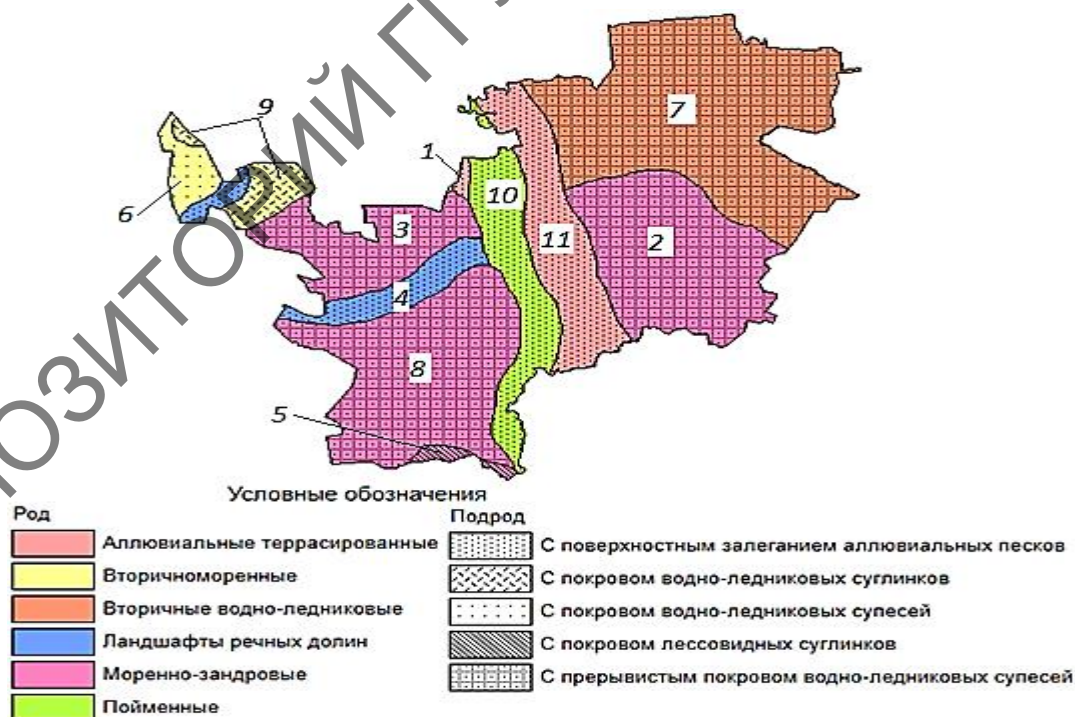 РЕПОЗИТОРИЙ ГГУ
9
7
1
6
10
3
11
2
4
8
5
Условные обозначения
Род
Аллювиальные террасированные
Вторичноморенные
Вторичные водно-ледниковые
Ландшафты речных долин
Моренно-зандровые
Пойменные
Подрод
С поверхностным залеганием аллювиальных песков
С покровом водно-ледниковых суглинков
С покровом водно-ледниковых супесей
С покровом лессовидных суглинков
С прерывистым покровом водно-ледниковых супесей